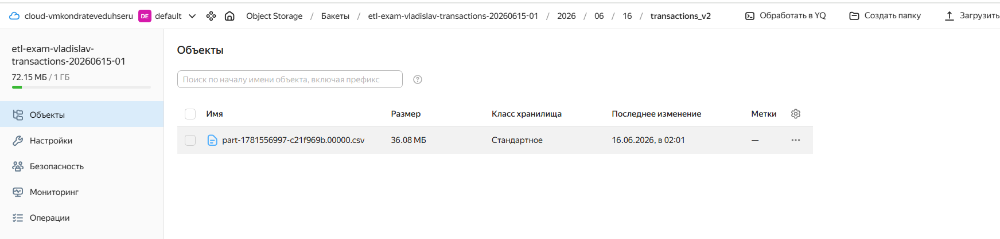 cloud-vmkondrateveduhseru DE default Object Storage / Бакеты / etl-exam-vladislav-transactions-20260615-01 / 2026 / 06 / 16 / transactions_v2 Обработать в YQ Создать папку Загрузить
etl-exam-vladislav-
transactions-20260615-01
72.15 МБ / 1 ГБ
Объекты
Настройки
Безопасность
Мониторинг
Операции
Объекты
Поиск по началу имени объекта, включая префикс ?
Имя Размер Класс хранилища Последнее изменение Метки
part-1781556997-c21f969b.00000.csv 36.08 МБ Стандартное 16.06.2026, в 02:01 —